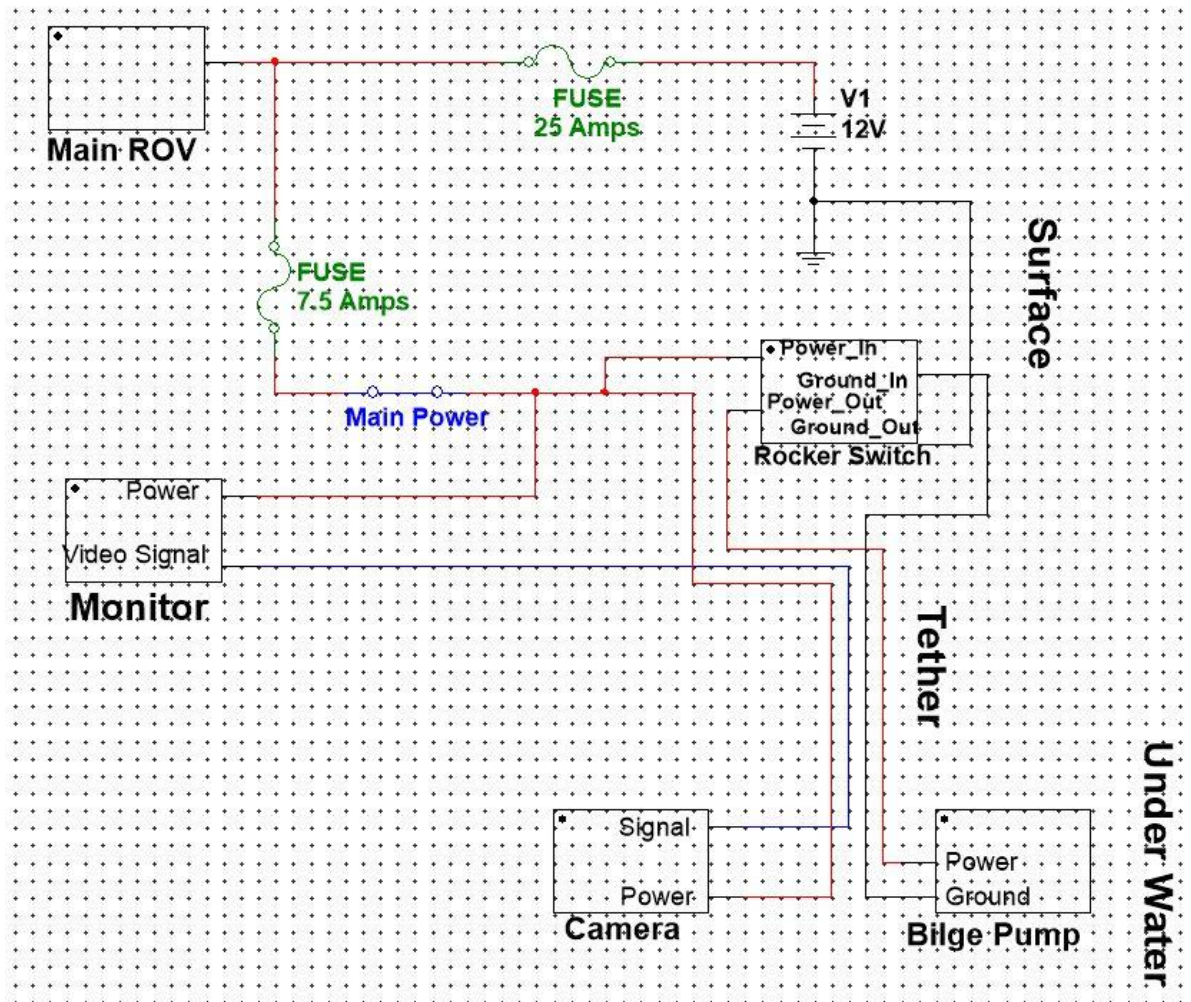 Main ROV
FUSE
25 Amps
V1
12V
Surface
FUSE
7.5 Amps
Main Power
Power_In
Ground_In
Power_Out
Ground_Out
Rocker Switch
Power
Video Signal
Monitor
Tether
Under Water
Signal
Power
Camera
Power
Ground
Bilge Pump